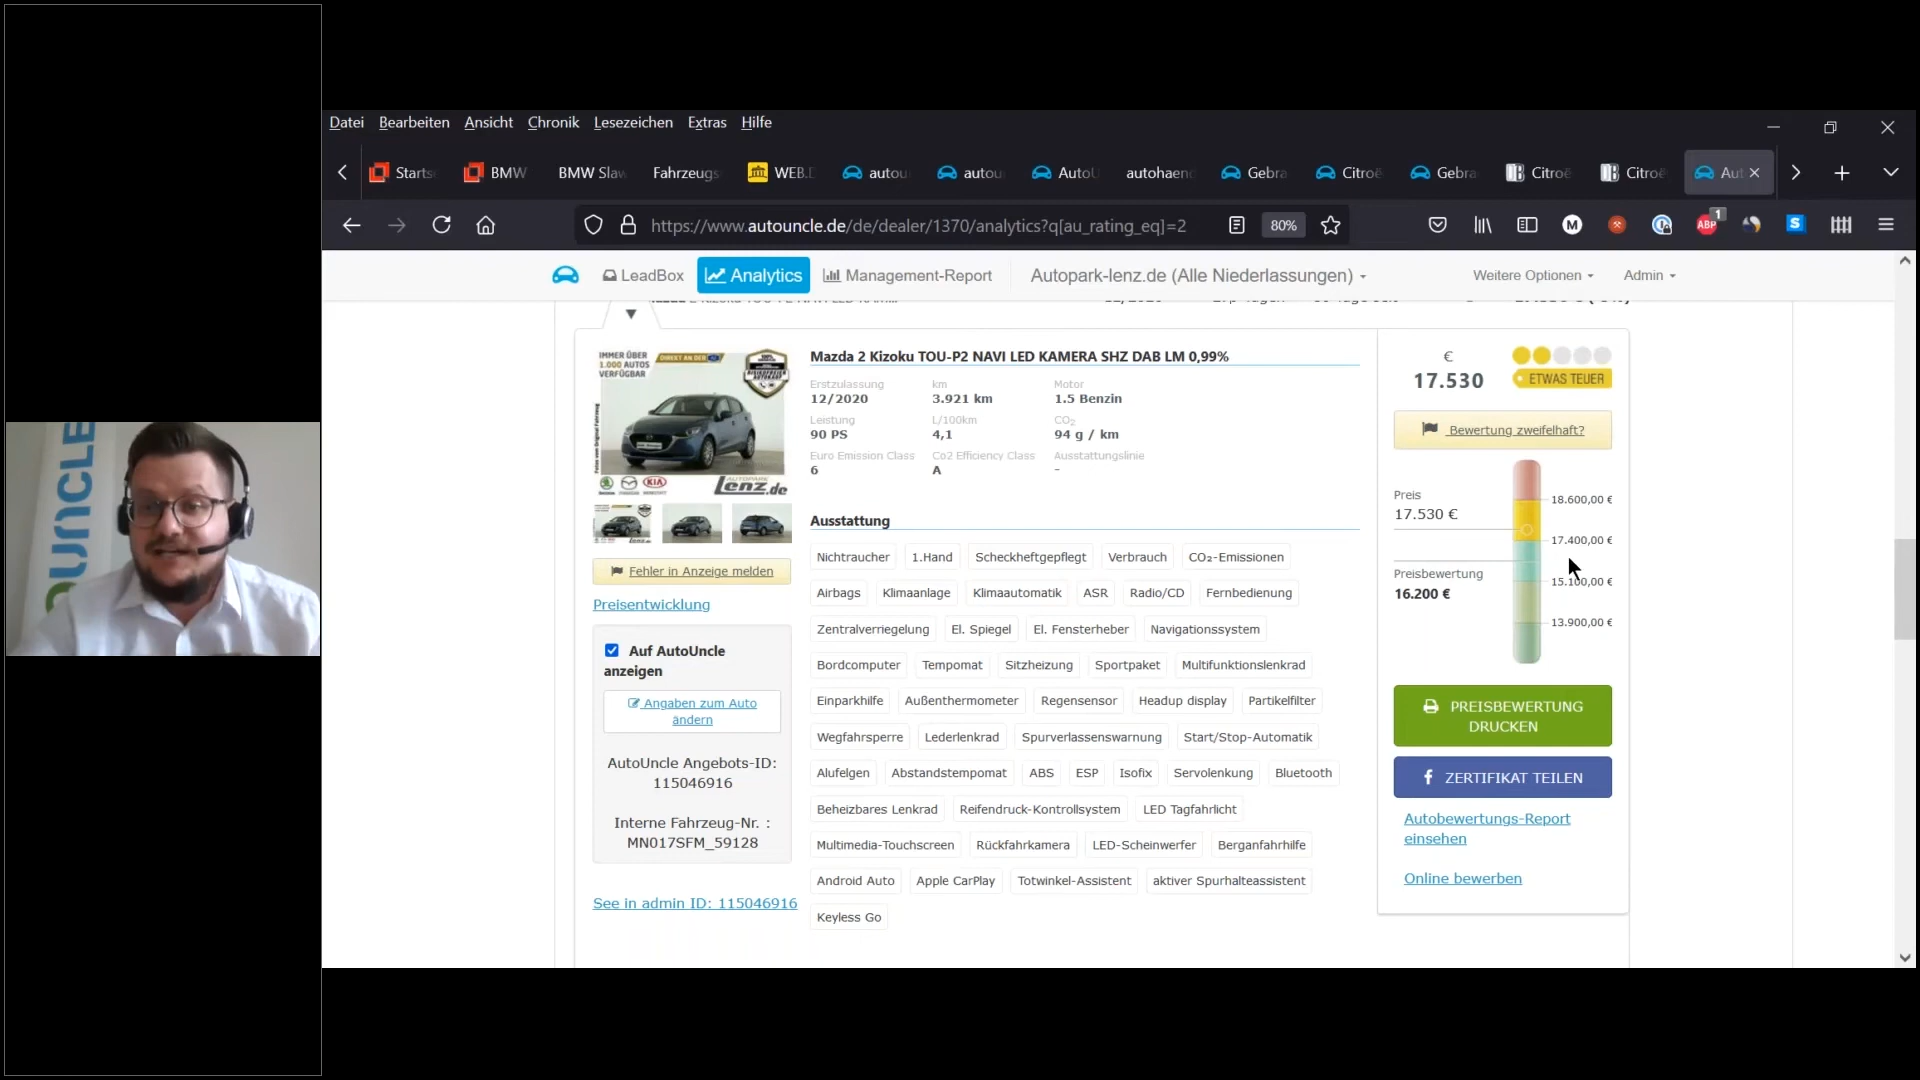 Datei Bearbeiten Ansicht Chronik Lesezeichen Extras Hilfe
Starts BMW BMW Slaw Fahrzeugs WEB.D autou autou AutoU autohaend Gebra Citroë Gebra Citroë Citroë Aut
https://www.autouncle.de/de/dealer/1370/analytics?q[au_rating_eq]=2 80% M ABP 1 S
LeadBox Analytics Management-Report Autopark-lenz.de (Alle Niederlassungen) Weitere Optionen Admin
IMMER ÜBER
1.000 AUTOS
VERFÜGBAR
DIREKT AN DER
KIA
AUTOPARK
Lenz.de
UNCLE
Fehler in Anzeige melden
Preisentwicklung
Auf AutoUncle
anzeigen
Angaben zum Auto
ändern
AutoUncle Angebots-ID:
115046916
Interne Fahrzeug-Nr. :
MN017SFM_59128
See in admin ID: 115046916
Mazda 2 Kizoku TOU-P2 NAVI LED KAMERA SHZ DAB LM 0,99%
Erstzulassung km Motor
12/2020 3.921 km 1.5 Benzin
Leistung L/100km CO₂
90 PS 4,1 94 g / km
Euro Emission Class Co2 Efficiency Class Ausstattungslinie
6 A -
Ausstattung
Nichtraucher 1.Hand Scheckheftgepflegt Verbrauch CO₂-Emissionen
Airbags Klimaanlage Klimaautomatik ASR Radio/CD Fernbedienung
Zentralverriegelung El. Spiegel El. Fensterheber Navigationssystem
Bordcomputer Tempomat Sitzheizung Sportpaket Multifunktionslenkrad
Einparkhilfe Außenthermometer Regensensor Headup display Partikelfilter
Wegfahrsperre Lederlenkrad Spurverlassenswarnung Start/Stop-Automatik
Alufelgen Abstandstempomat ABS ESP Isofix Servolenkung Bluetooth
Beheizbares Lenkrad Reifendruck-Kontrollsystem LED Tagfahrlicht
Multimedia-Touchscreen Rückfahrkamera LED-Scheinwerfer Berganfahrhilfe
Android Auto Apple CarPlay Totwinkel-Assistent aktiver Spurhalteassistent
Keyless Go
€
17.530
ETWAS TEUER
Bewertung zweifelhaft?
Preis
17.530 €
Preisbewertung
16.200 €
18.600,00 €
17.400,00 €
15.100,00 €
13.900,00 €
PREISBEWERTUNG
DRUCKEN
ZERTIFIKAT TEILEN
Autobewertungs-Report
einsehen
Online bewerben